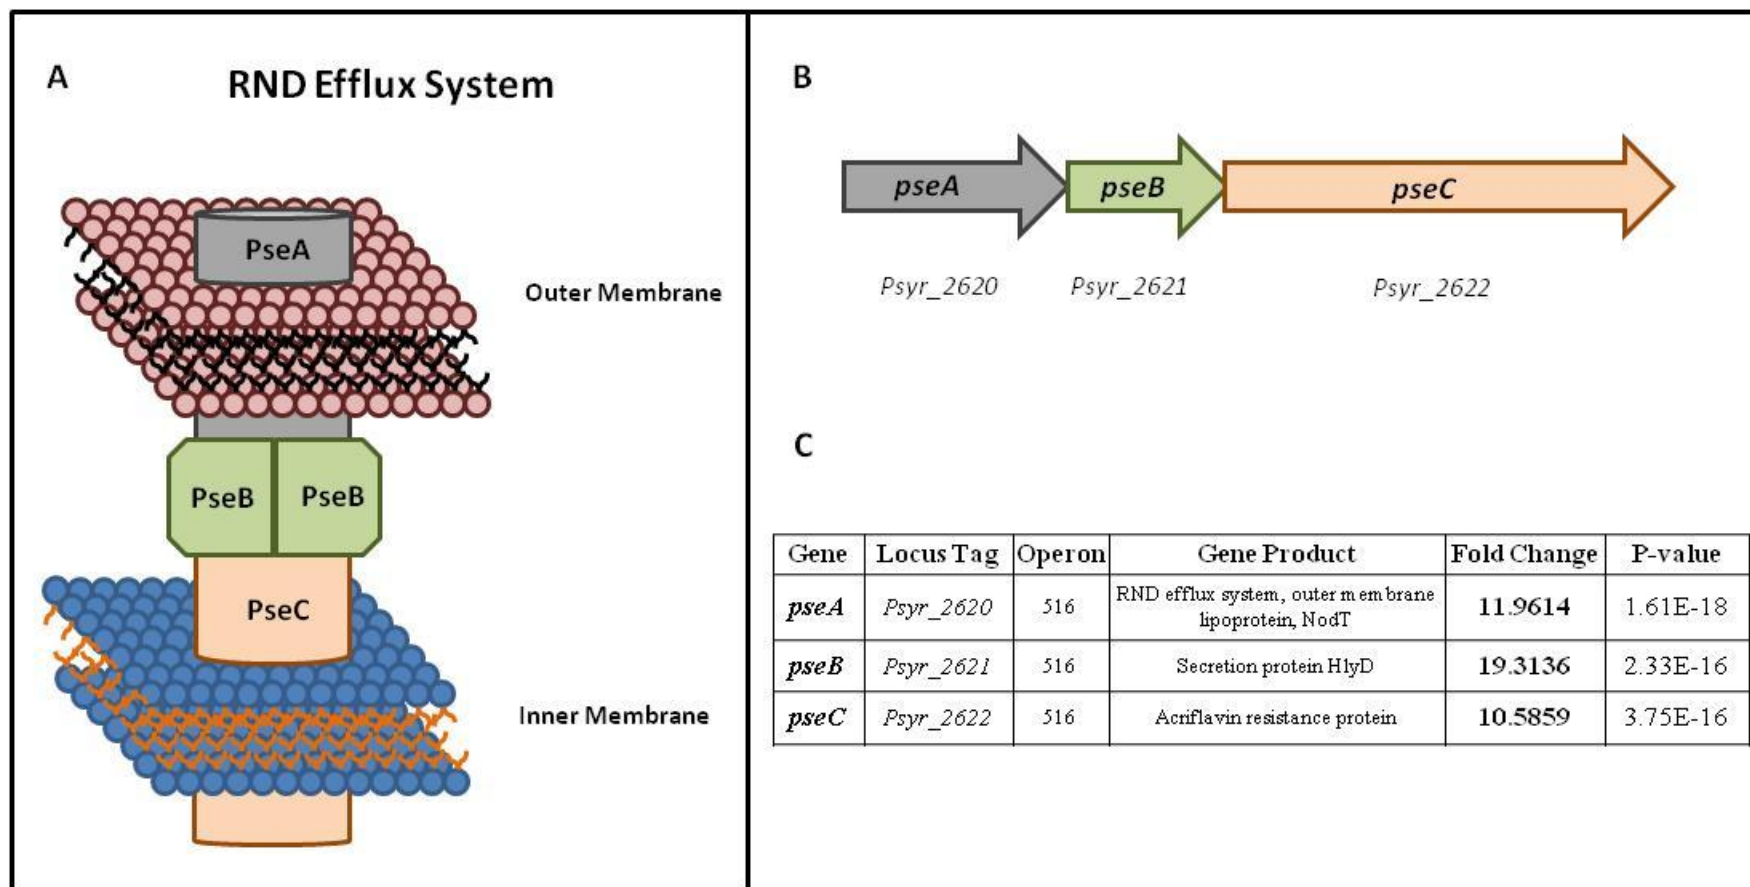 A
RND Efflux System
PseA
Outer Membrane
PseB PseB
PseC
Inner Membrane
B
pseA pseB pseC
Psyr_2620 Psyr_2621 Psyr_2622
C
Gene Locus Tag Operon Gene Product Fold Change P-value
pseA Psyr_2620 516 RND efflux system, outer membrane
lipoprotein, NodT 11.9614 1.61E-18
pseB Psyr_2621 516 Secretion protein HlyD 19.3136 2.33E-16
pseC Psyr_2622 516 Acriflavin resistance protein 10.5859 3.75E-16